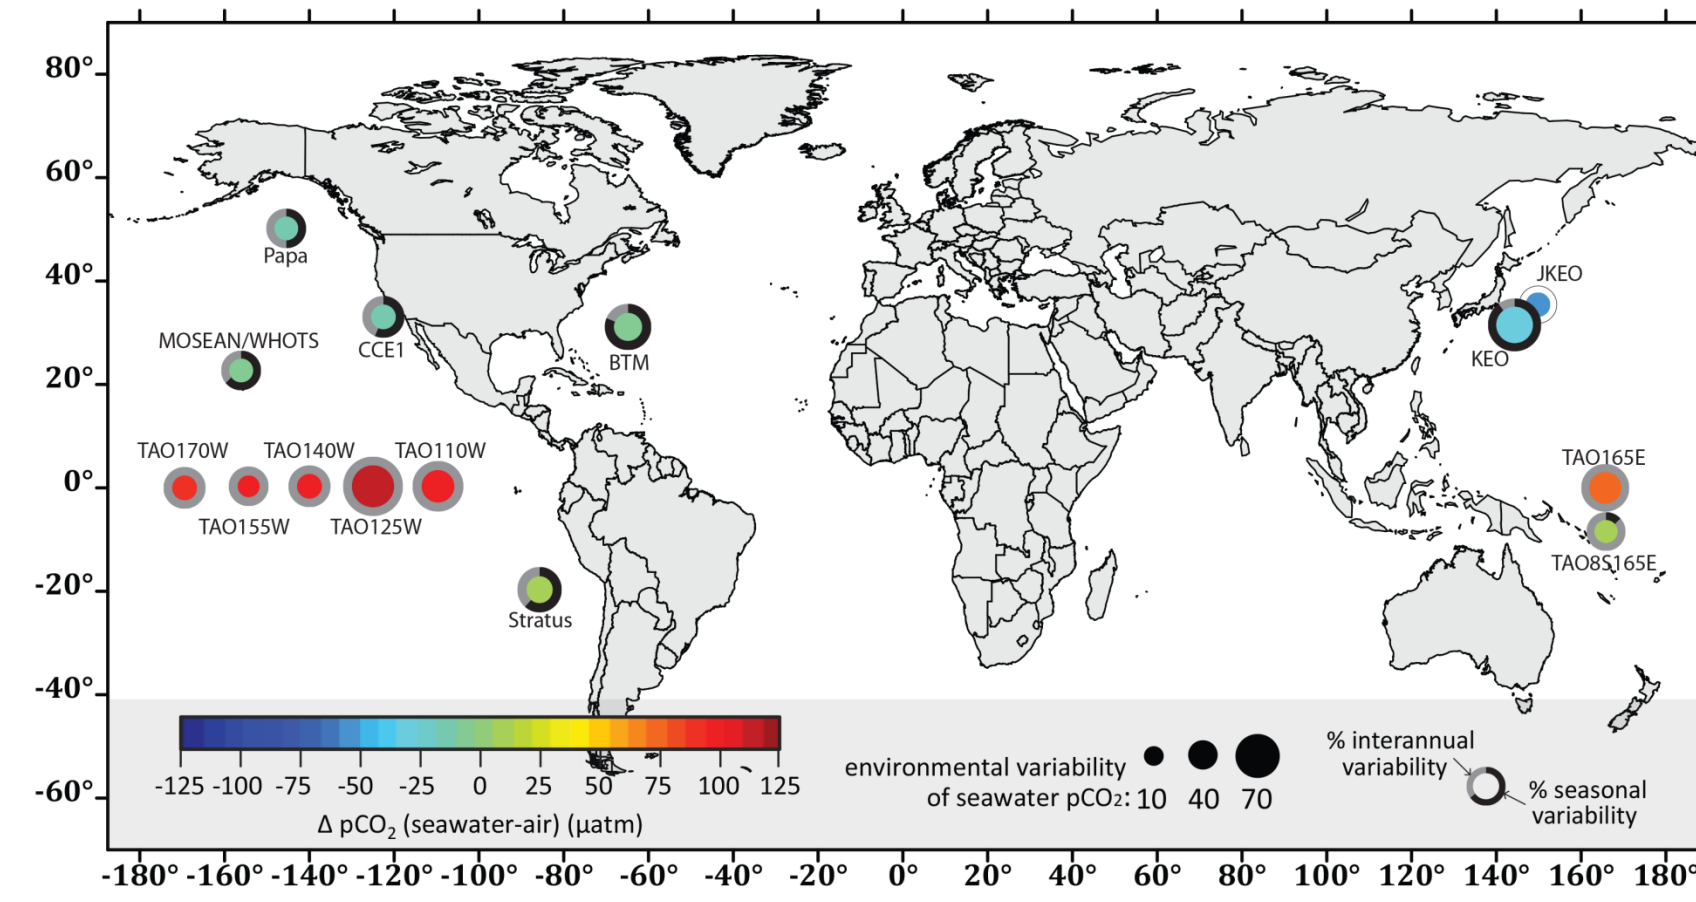 80°
60°
40°
20°
0°
-20°
-40°
-60°
Papa
CCE1
MOSEAN/WHOTS
BTM
JKEO
KEO
TAO170W
TAO140W
TAO110W
TAO155W
TAO125W
TAO165E
TAO8S165E
Stratus
-125 -100 -75 -50 -25 0 25 50 75 100 125
Δ pCO₂ (seawater-air) (µatm)
environmental variability
of seawater pCO₂: 10 40 70
% interannual
variability
% seasonal
variability
-180° -160° -140° -120° -100° -80° -60° -40° -20° 0° 20° 40° 60° 80° 100° 120° 140° 160° 180°